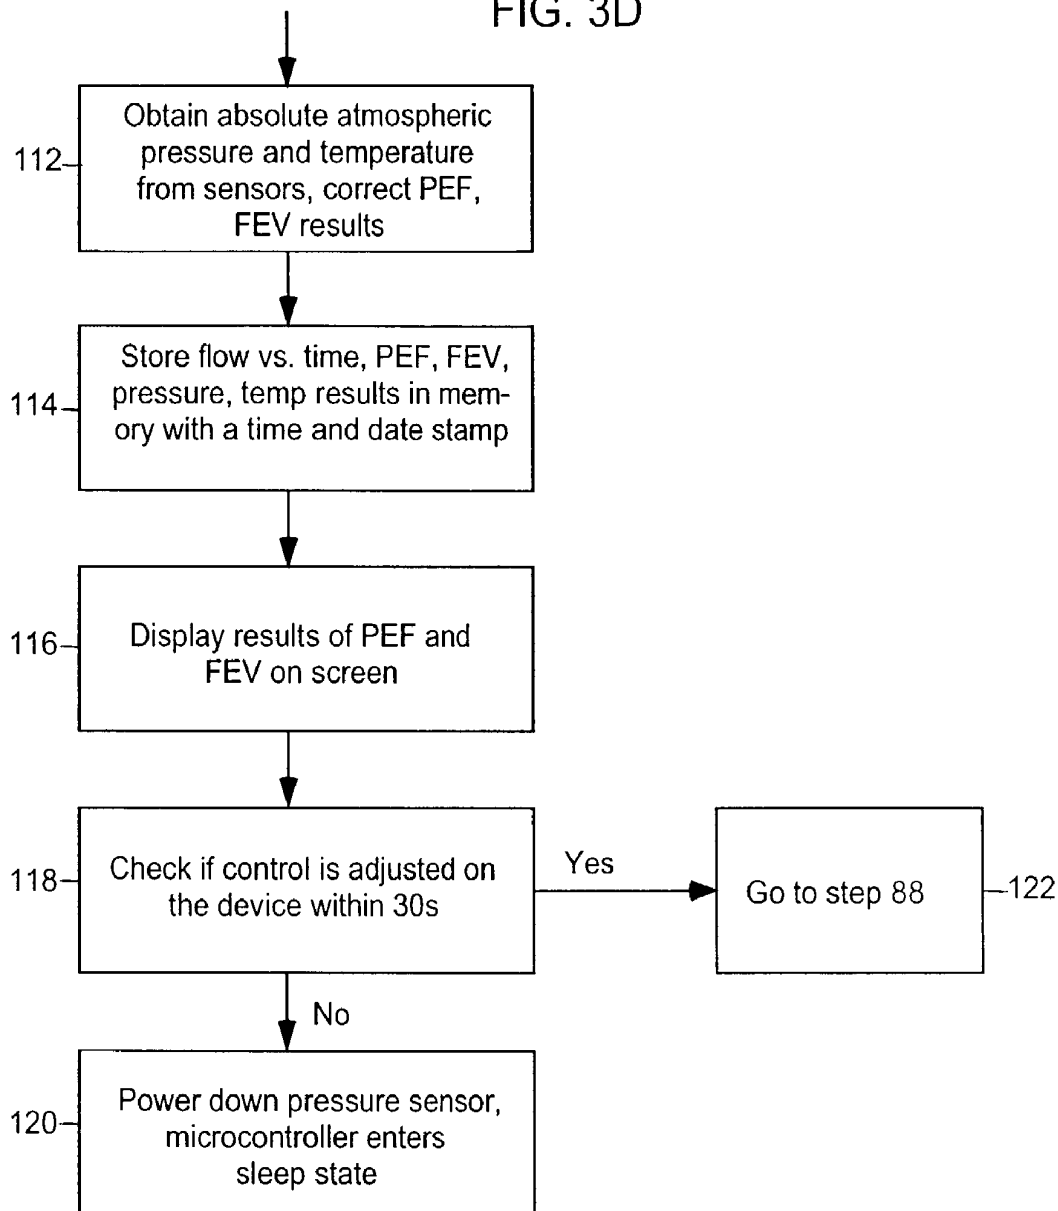 FIG. 3D
Obtain absolute atmospheric
pressure and temperature
from sensors, correct PEF,
FEV results
112
Store flow vs. time, PEF, FEV,
pressure, temp results in mem-
ory with a time and date stamp
114
Display results of PEF and
FEV on screen
116
Check if control is adjusted on
the device within 30s
118
Yes
Go to step 88
122
No
Power down pressure sensor,
microcontroller enters
sleep state
120